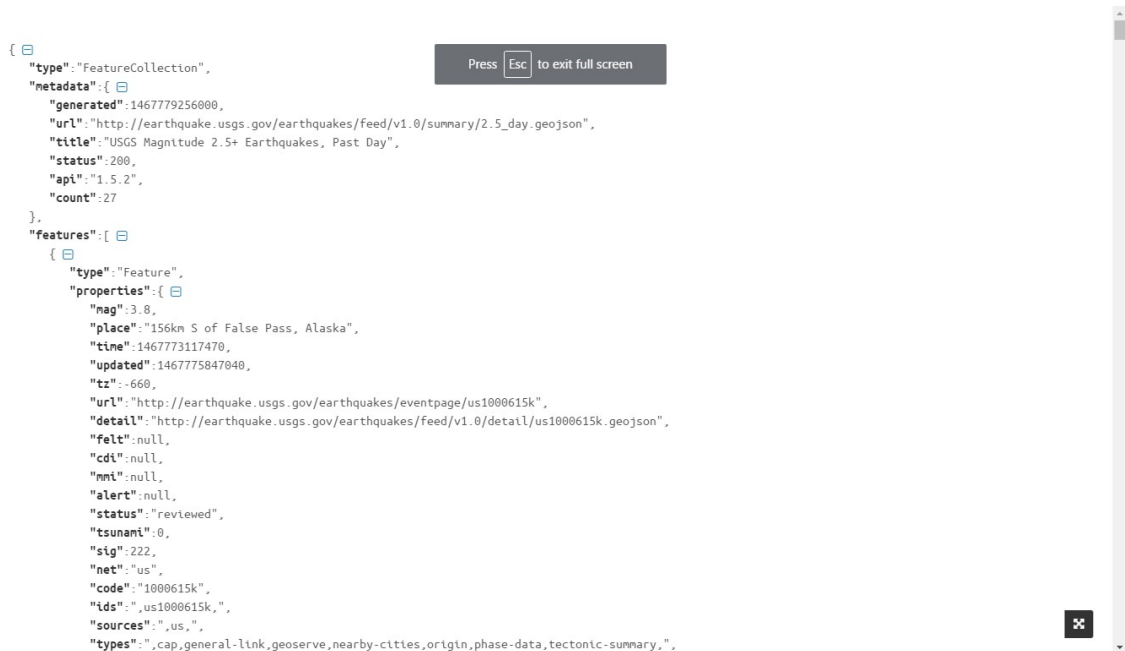 {
"type":"FeatureCollection",
Press Esc to exit full screen
"metadata":{
"generated":1467779256000,
"url":"http://earthquake.usgs.gov/earthquakes/feed/v1.0/summary/2.5_day.geojson",
"title":"USGS Magnitude 2.5+ Earthquakes, Past Day",
"status":200,
"api":"1.5.2",
"count":27
},
"features":[
{
"type":"Feature",
"properties":{
"mag":3.8,
"place":"156km S of False Pass, Alaska",
"time":1467773117470,
"updated":1467775847040,
"tz":-660,
"url":"http://earthquake.usgs.gov/earthquakes/eventpage/us1000615k",
"detail":"http://earthquake.usgs.gov/earthquakes/feed/v1.0/detail/us1000615k.geojson",
"felt":null,
"cdi":null,
"mmi":null,
"alert":null,
"status":"reviewed",
"tsunami":0,
"sig":222,
"net":"us",
"code":"1000615k",
"ids":",us1000615k,",
"sources":",us,",
"types":",cap,general-link,geoserve,nearby-cities,origin,phase-data,tectonic-summary,",